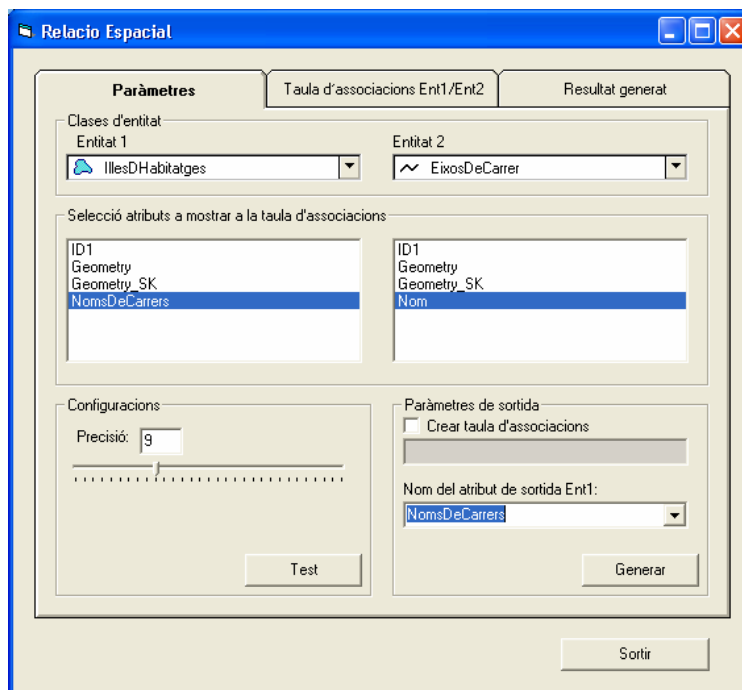 Relacio Espacial
Paràmetres
Taula d'associacions Ent1/Ent2
Resultat generat
Clases d'entitat
Entitat 1
Entitat 2
IllesDHabitatges
EixosDeCarrer
Selecció atributs a mostrar a la taula d'associacions
ID1
Geometry
Geometry_SK
NomsDeCarrers
ID1
Geometry
Geometry_SK
Nom
Configuracions
Precisió: 9
Test
Paràmetres de sortida
Crear taula d'associacions
Nom del atribut de sortida Ent1:
NomsDeCarrers
Generar
Sortir